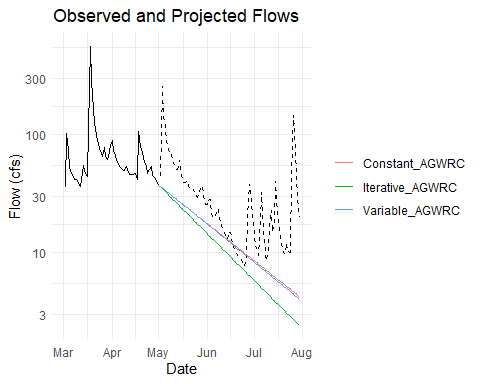 Observed and Projected Flows
Flow (cfs)
300
100
30
10
3
Mar Apr May Jun Jul Aug
Date
Constant_AGWRC
Iterative_AGWRC
Variable_AGWRC